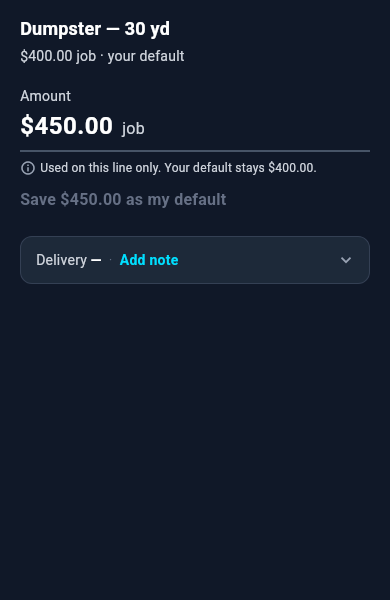 Dumpster — 30 yd
$400.00 job · your default
Amount
$450.00 job
Used on this line only. Your default stays $400.00.
Save $450.00 as my default
Delivery — · Add note